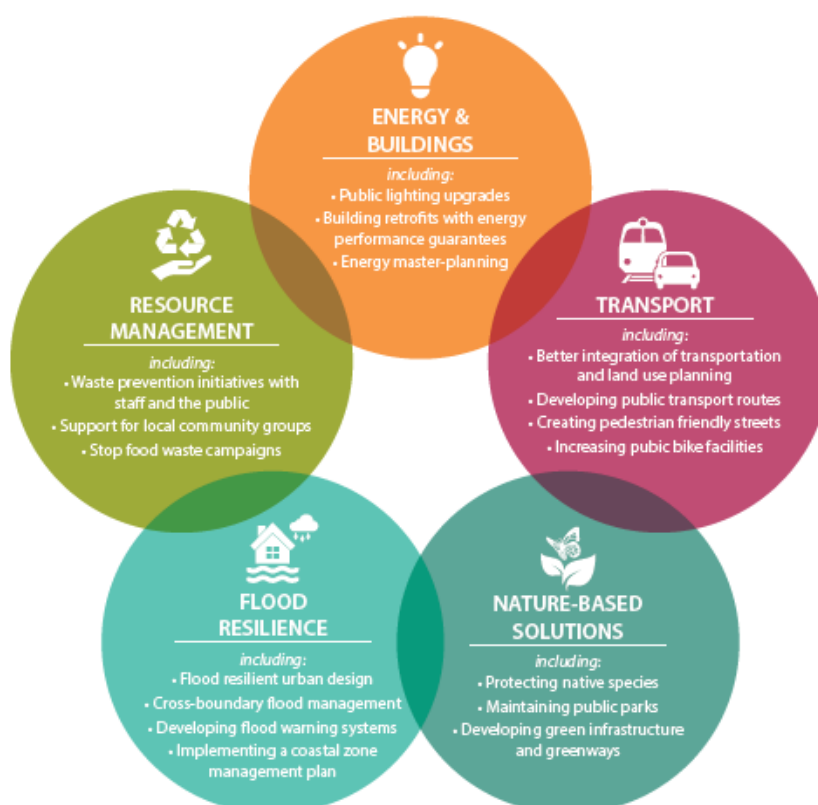 ENERGY &
BUILDINGS
including:
• Public lighting upgrades
• Building retrofits with energy
performance guarantees
• Energy master-planning
RESOURCE
MANAGEMENT
including:
• Waste prevention initiatives with
staff and the public
• Support for local community groups
• Stop food waste campaigns
TRANSPORT
including:
• Better integration of transportation
and land use planning
• Developing public transport routes
• Creating pedestrian friendly streets
• Increasing pubic bike facilities
FLOOD
RESILIENCE
including:
• Flood resilient urban design
• Cross-boundary flood management
• Developing flood warning systems
• Implementing a coastal zone
management plan
NATURE-BASED
SOLUTIONS
including:
• Protecting native species
• Maintaining public parks
• Developing green infrastructure
and greenways